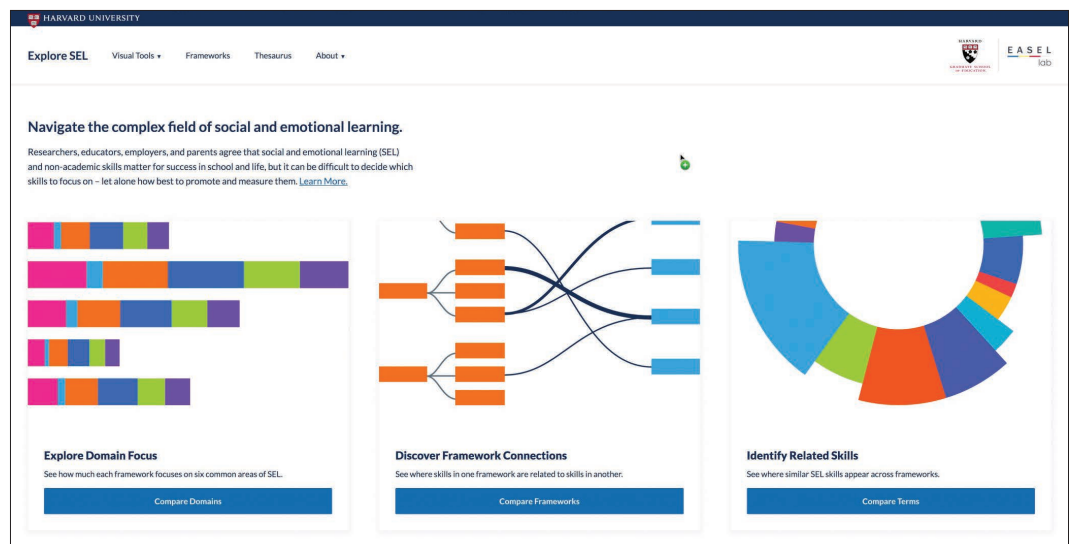 HARVARD UNIVERSITY
Explore SEL
Visual Tools ▾
Frameworks
Thesaurus
About ▾
HARVARD
GRADUATE SCHOOL
OF EDUCATION
EASEL
lab
Navigate the complex field of social and emotional learning.
Researchers, educators, employers, and parents agree that social and emotional learning (SEL)
and non-academic skills matter for success in school and life, but it can be difficult to decide which
skills to focus on – let alone how best to promote and measure them. Learn More.
Explore Domain Focus
See how much each framework focuses on six common areas of SEL.
Compare Domains
Discover Framework Connections
See where skills in one framework are related to skills in another.
Compare Frameworks
Identify Related Skills
See where similar SEL skills appear across frameworks.
Compare Terms